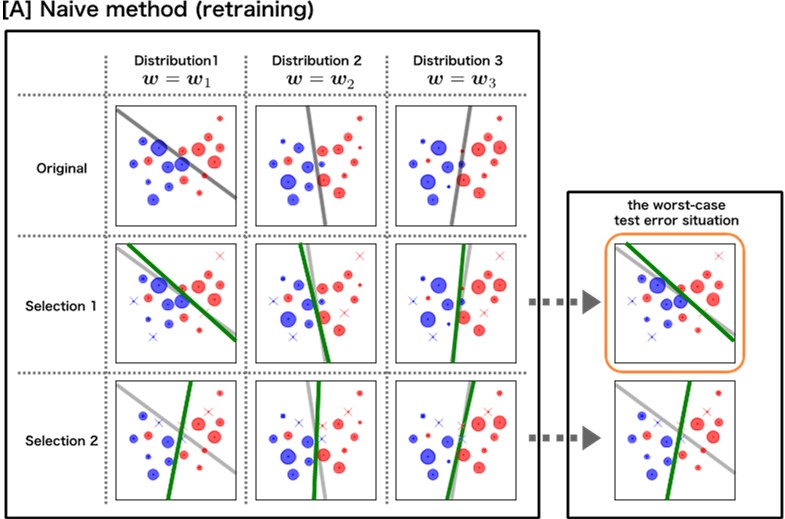 [A] Naive method (retraining)
Distribution1
w = w₁
Distribution 2
w = w₂
Distribution 3
w = w₃
Original
Selection 1
Selection 2
the worst-case
test error situation